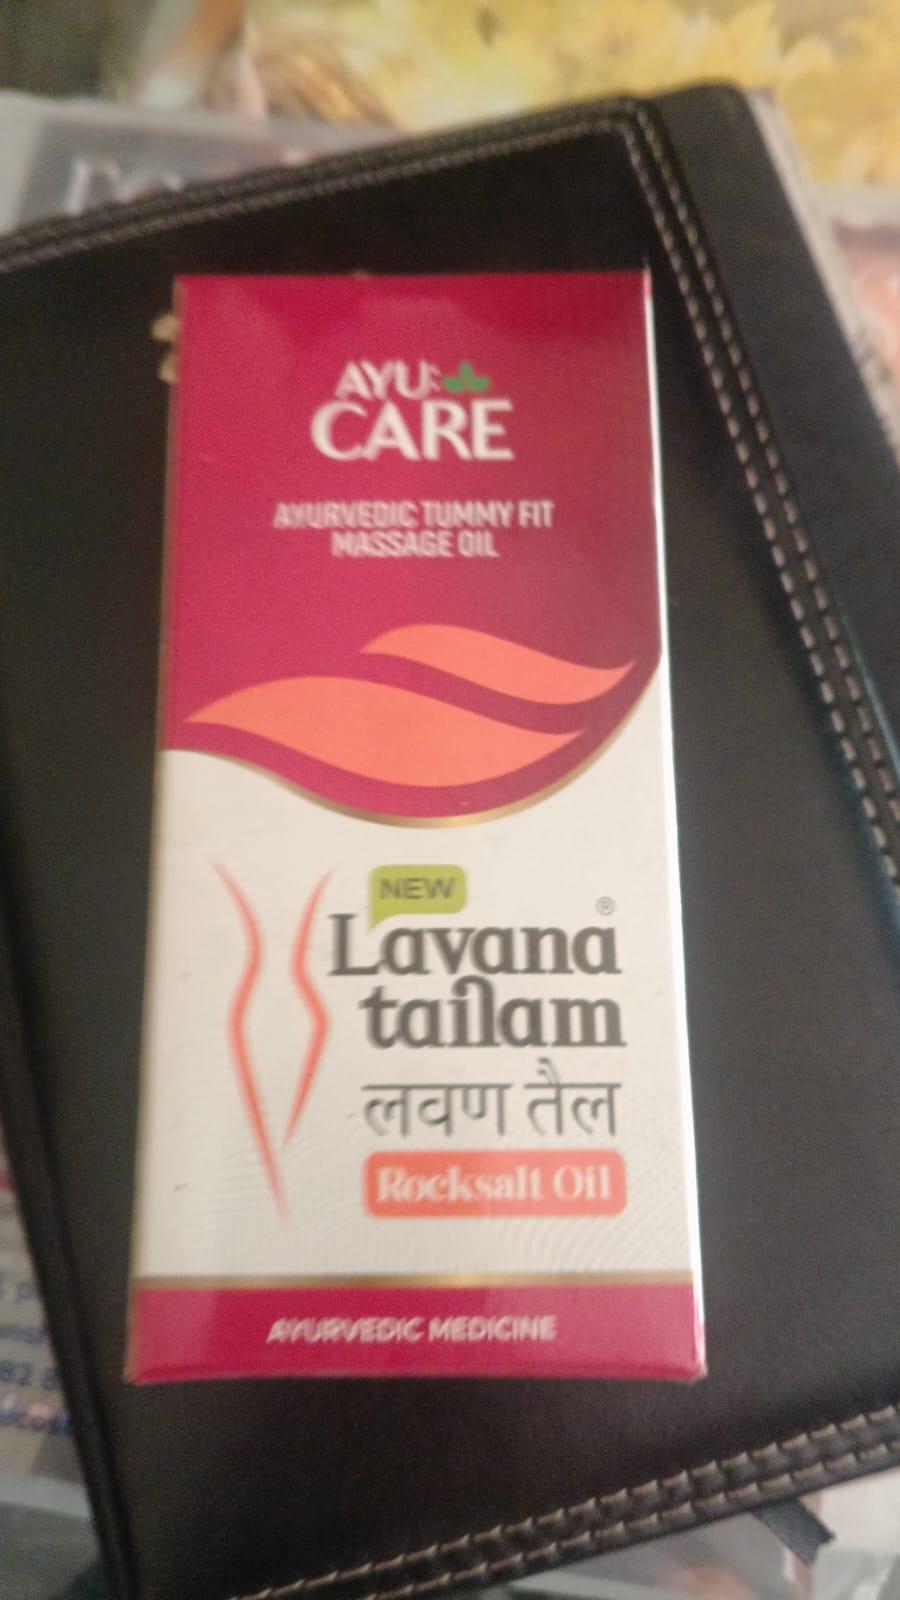 AYU:
CARE
AYURVEDIC TUMMY FIT
MASSAGE OIL
NEW
Lavana®
tailam
लवण तैल
Rocksalt Oil
AYURVEDIC MEDICINE